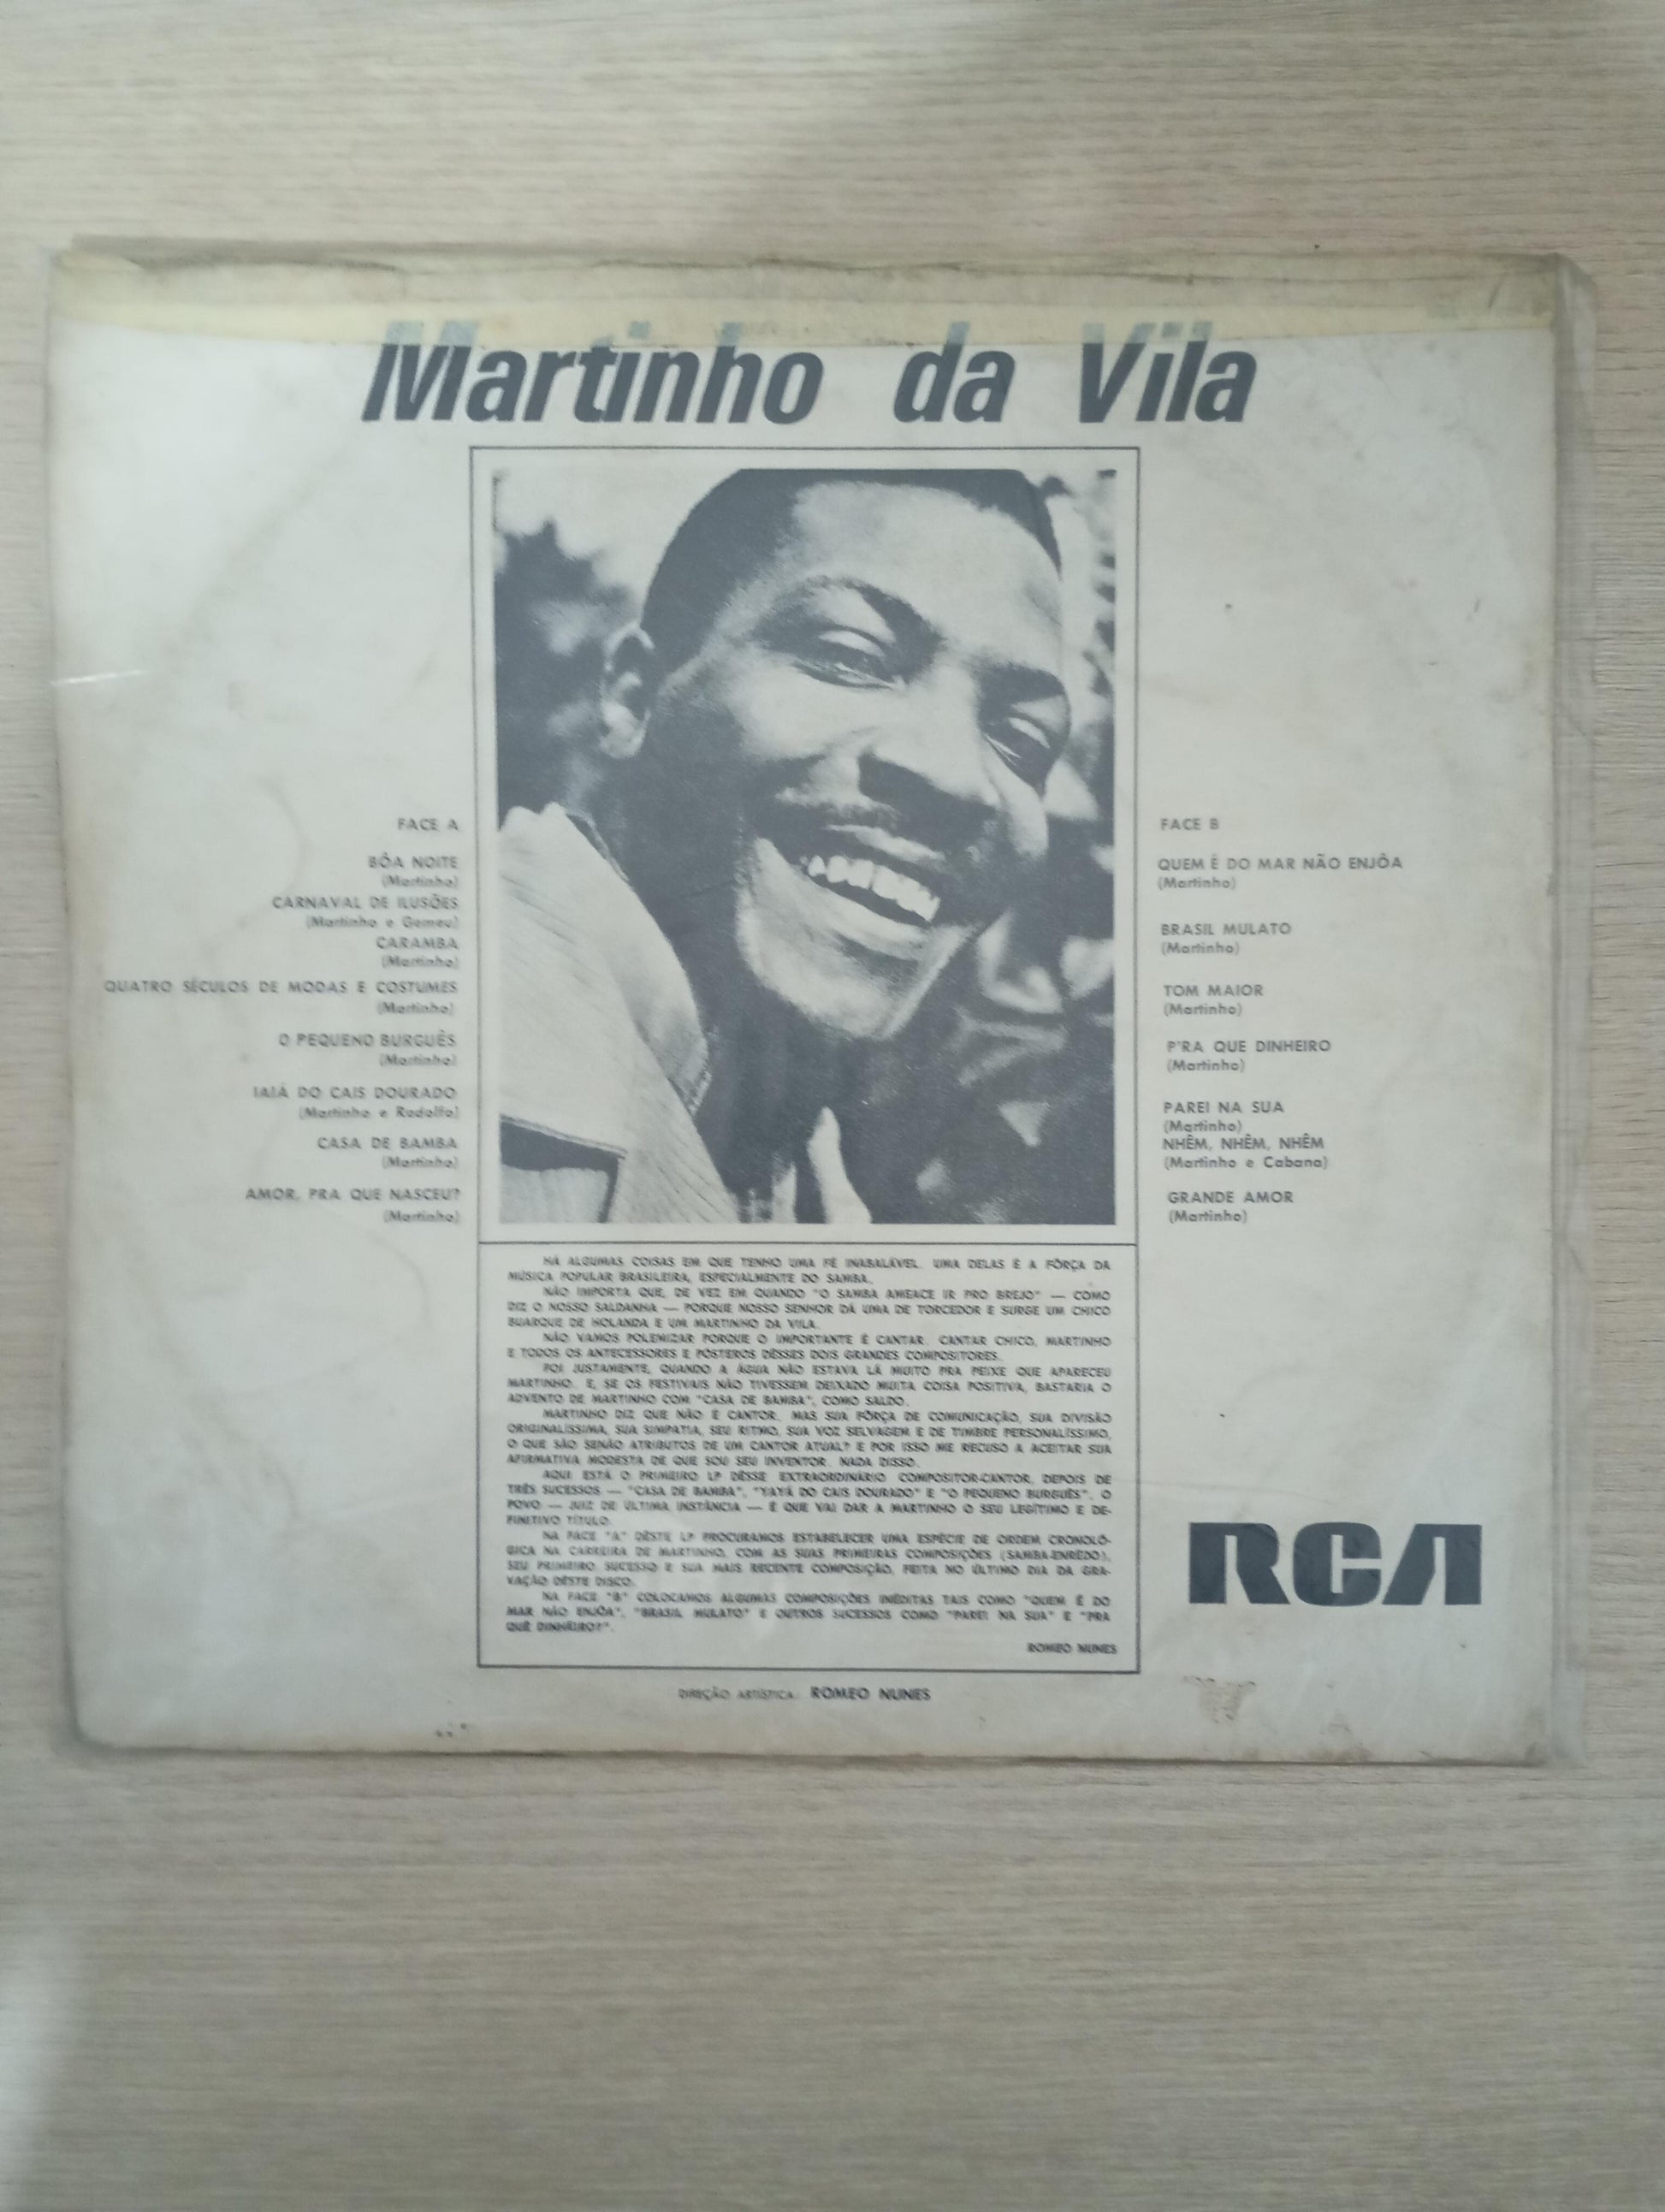 Martinho da Vila
FACE A
BÔA NOITE
(Martinho)
CARNAVAL DE ILUSÕES
(Martinho e Gemeu)
CARAMBA
(Martinho)
QUATRO SÉCULOS DE MODAS E COSTUMES
(Martinho)
O PEQUENO BURGUÊS
(Martinho)
IAIÁ DO CAIS DOURADO
(Martinho e Rodolfo)
CASA DE BAMBA
(Martinho)
AMOR, PRA QUE NASCEU?
(Martinho)
FACE B
QUEM É DO MAR NÃO ENJÔA
(Martinho)
BRASIL MULATO
(Martinho)
TOM MAIOR
(Martinho)
P'RA QUE DINHEIRO
(Martinho)
PAREI NA SUA
(Martinho)
NHÊM, NHÊM, NHÊM
(Martinho e Cabana)
GRANDE AMOR
(Martinho)
HÁ ALGUMAS COISAS EM QUE TENHO UMA FÉ INABALÁVEL. UMA DELAS É A FÔRÇA DA
MÚSICA POPULAR BRASILEIRA, ESPECIALMENTE DO SAMBA.
NÃO IMPORTA QUE, DE VEZ EM QUANDO "O SAMBA AMEACE IR PRO BREJO" — COMO
DIZ O NOSSO SALDANHA — PORQUE NOSSO SENHOR DÁ UMA DE TORCEDOR E SURGE UM CHICO
BUARQUE DE HOLANDA E UM MARTINHO DA VILA.
NÃO VAMOS POLEMIZAR PORQUE O IMPORTANTE É CANTAR. CANTAR CHICO, MARTINHO
E TODOS OS ANTECESSORES E PÓSTEROS DÊSSES DOIS GRANDES COMPOSITORES.
FOI JUSTAMENTE, QUANDO A ÁGUA NÃO ESTAVA LÁ MUITO PRA PEIXE QUE APARECEU
MARTINHO. E, SE OS FESTIVAIS NÃO TIVESSEM DEIXADO MUITA COISA POSITIVA, BASTARIA O
ADVENTO DE MARTINHO COM "CASA DE BAMBA", COMO SALDO.
MARTINHO DIZ QUE NÃO É CANTOR. MAS SUA FÔRÇA DE COMUNICAÇÃO, SUA DIVISÃO
ORIGINALÍSSIMA, SUA SIMPATIA, SEU RITMO, SUA VOZ SELVAGEM E DE TIMBRE PERSONALÍSSIMO,
O QUE SÃO SENÃO ATRIBUTOS DE UM CANTOR ATUAL? E POR ISSO ME RECUSO A ACEITAR SUA
AFIRMATIVA MODESTA DE QUE SOU SEU INVENTOR. NADA DISSO.
AQUI ESTÁ O PRIMEIRO LP DÊSSE EXTRAORDINÁRIO COMPOSITOR-CANTOR, DEPOIS DE
TRÊS SUCESSOS — "CASA DE BAMBA", "YAYÁ DO CAIS DOURADO" E "O PEQUENO BURGUÊS". O
POVO — JUIZ DE ÚLTIMA INSTÂNCIA — É QUE VAI DAR A MARTINHO O SEU LEGÍTIMO E DE-
FINITIVO TÍTULO.
NA FACE "A" DÊSTE LP PROCURAMOS ESTABELECER UMA ESPÉCIE DE ORDEM CRONOLÓ-
GICA NA CARREIRA DE MARTINHO, COM AS SUAS PRIMEIRAS COMPOSIÇÕES (SAMBA-ENRÊDO),
SEU PRIMEIRO SUCESSO E SUA MAIS RECENTE COMPOSIÇÃO, FEITA NO ÚLTIMO DIA DA GRA-
VAÇÃO DÊSTE DISCO.
NA FACE "B" COLOCAMOS ALGUMAS COMPOSIÇÕES INÉDITAS TAIS COMO "QUEM É DO
MAR NÃO ENJÔA", "BRASIL MULATO" E OUTROS SUCESSOS COMO "PAREI NA SUA" E "PRA
QUÊ DINHEIRO?".
ROMEO NUNES
DIREÇÃO ARTÍSTICA: ROMEO NUNES
RCA